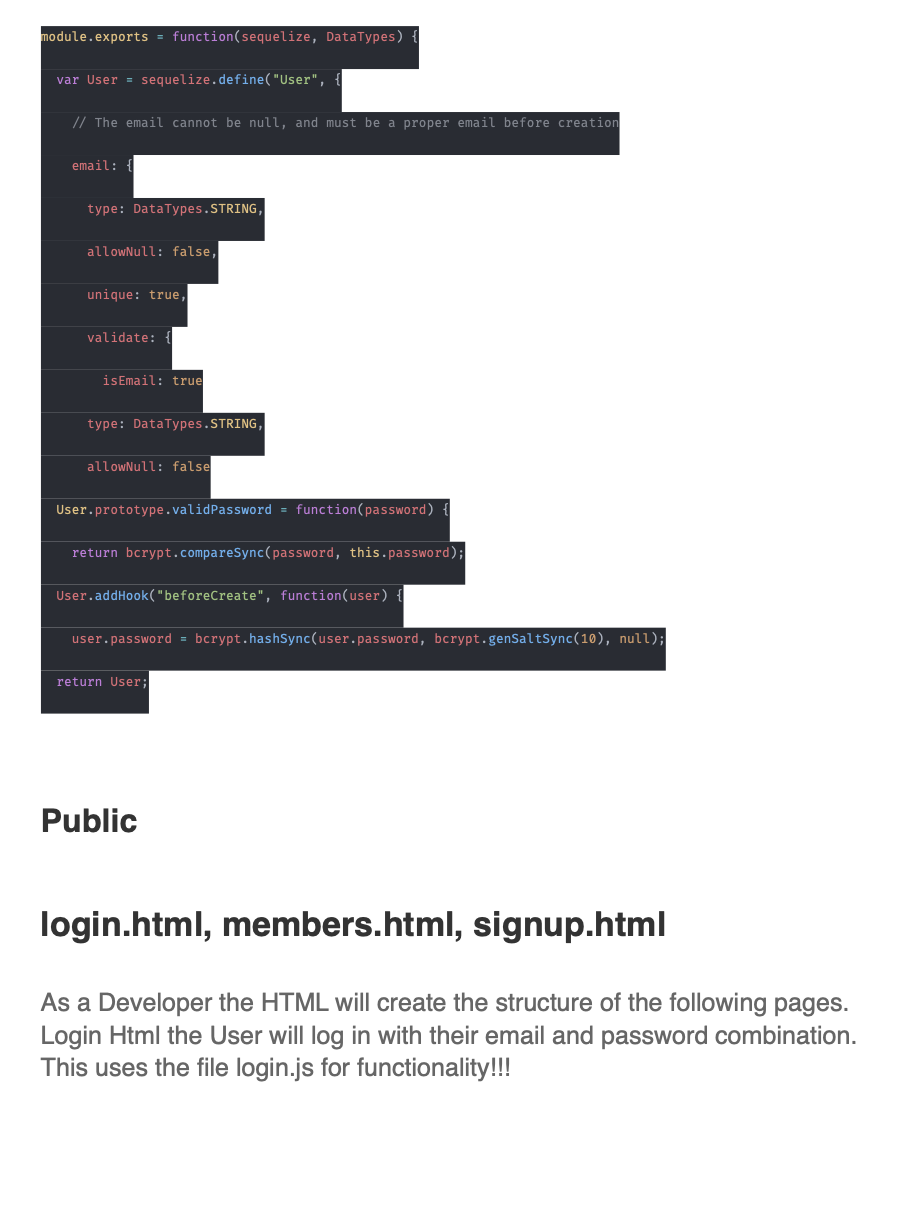 module.exports = function(sequelize, DataTypes) {
  var User = sequelize.define("User", {
    // The email cannot be null, and must be a proper email before creation
    email: {
      type: DataTypes.STRING,
      allowNull: false,
      unique: true,
      validate: {
        isEmail: true
      type: DataTypes.STRING,
      allowNull: false
  User.prototype.validPassword = function(password) {
    return bcrypt.compareSync(password, this.password);
  User.addHook("beforeCreate", function(user) {
    user.password = bcrypt.hashSync(user.password, bcrypt.genSaltSync(10), null);
  return User;
Public
login.html, members.html, signup.html
As a Developer the HTML will create the structure of the following pages.
Login Html the User will log in with their email and password combination.
This uses the file login.js for functionality!!!